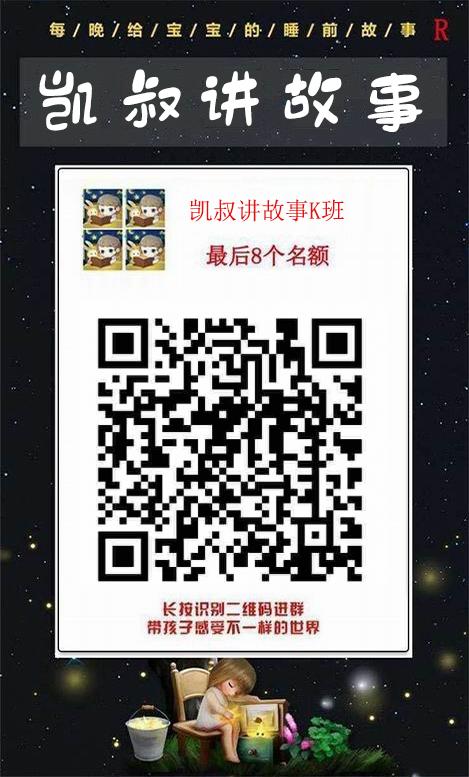 每/晚/给/宝/宝/的/睡/前/故/事 R
凯叔讲故事
凯叔讲故事K班
最后8个名额
长按识别二维码进群
带孩子感受不一样的世界